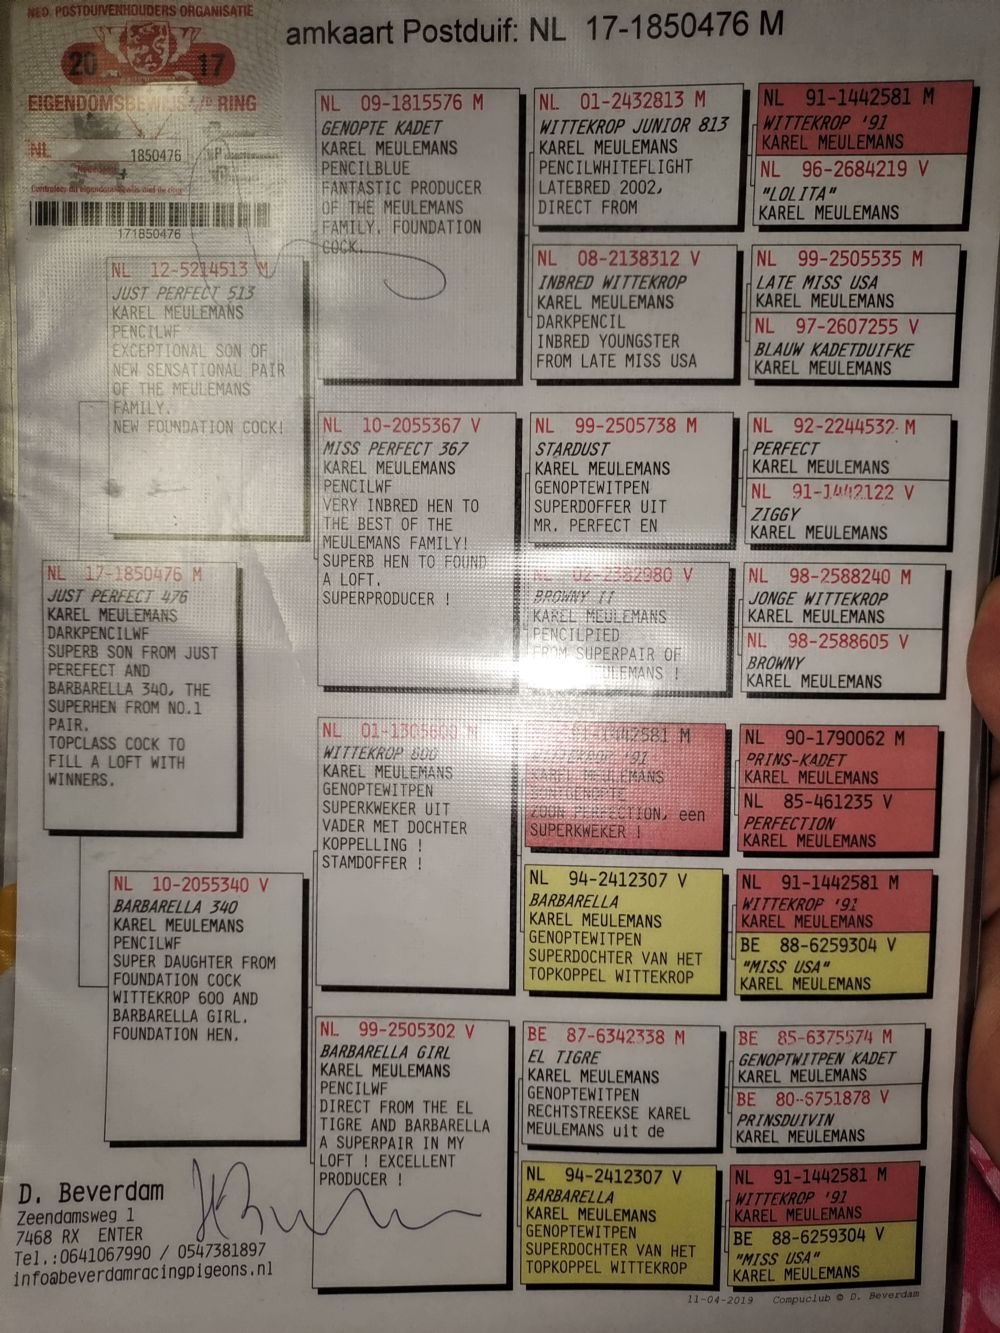 NED. POSTDUIVENHOUDERS ORGANISATIE
20 17
EIGENDOMSBEWIJS RING
NL 1850476
171850476
amkaart Postduif: NL 17-1850476 M
NL 17-1850476 M
JUST PERFECT 476
KAREL MEULEMANS
DARKPENCILWF
SUPERB SON FROM JUST
PEREFECT AND
BARBARELLA 340, THE
SUPERHEN FROM NO.1
PAIR.
TOPCLASS COCK TO
FILL A LOFT WITH
WINNERS.
NL 12-5214513 M
JUST PERFECT 513
KAREL MEULEMANS
PENCILWF
EXCEPTIONAL SON OF
NEW SENSATIONAL PAIR
OF THE MEULEMANS
FAMILY.
NEW FOUNDATION COCK!
NL 10-2055340 V
BARBARELLA 340
KAREL MEULEMANS
PENCILWF
SUPER DAUGHTER FROM
FOUNDATION COCK
WITTEKROP 600 AND
BARBARELLA GIRL.
FOUNDATION HEN.
NL 09-1815576 M
GENOPTE KADET
KAREL MEULEMANS
PENCILBLUE
FANTASTIC PRODUCER
OF THE MEULEMANS
FAMILY. FOUNDATION
COCK.
NL 10-2055367 V
MISS PERFECT 367
KAREL MEULEMANS
PENCILWF
VERY INBRED HEN TO
THE BEST OF THE
MEULEMANS FAMILY!
SUPERB HEN TO FOUND
A LOFT.
SUPERPRODUCER !
NL
WITTEKROP 600
KAREL MEULEMANS
GENOPTEWITPEN
SUPERKWEKER UIT
VADER MET DOCHTER
KOPPELLING !
STAMDOFFER !
NL 99-2505302 V
BARBARELLA GIRL
KAREL MEULEMANS
PENCILWF
DIRECT FROM THE EL
TIGRE AND BARBARELLA
A SUPERPAIR IN MY
LOFT ! EXCELLENT
PRODUCER !
NL 01-2432813 M
WITTEKROP JUNIOR 813
KAREL MEULEMANS
PENCILWHITEFLIGHT
LATEBRED 2002,
DIRECT FROM
NL 08-2138312 V
INBRED WITTEKROP
KAREL MEULEMANS
DARKPENCIL
INBRED YOUNGSTER
FROM LATE MISS USA
NL 99-2505738 M
STARDUST
KAREL MEULEMANS
GENOPTEWITPEN
SUPERDOFFER UIT
MR. PERFECT EN
NL 02-2382980 V
BROWNY II
KAREL MEULEMANS
PENCILPIED
FROM SUPERPAIR OF
ULEMANS !
91-1442581 M
WITTEKROP '91
KAREL MEULEMANS
ZOON PERFECTION, een
SUPERKWEKER !
NL 94-2412307 V
BARBARELLA
KAREL MEULEMANS
GENOPTEWITPEN
SUPERDOCHTER VAN HET
TOPKOPPEL WITTEKROP
BE 87-6342338 M
EL TIGRE
KAREL MEULEMANS
GENOPTEWITPEN
RECHTSTREEKSE KAREL
MEULEMANS uit de
NL 94-2412307 V
BARBARELLA
KAREL MEULEMANS
GENOPTEWITPEN
SUPERDOCHTER VAN HET
TOPKOPPEL WITTEKROP
NL 91-1442581 M
WITTEKROP '91
KAREL MEULEMANS
NL 96-2684219 V
"LOLITA"
KAREL MEULEMANS
NL 99-2505535 M
LATE MISS USA
KAREL MEULEMANS
NL 97-2607255 V
BLAUW KADETDUIFKE
KAREL MEULEMANS
NL 92-2244532 M
PERFECT
KAREL MEULEMANS
NL 91-1442122 V
ZIGGY
KAREL MEULEMANS
NL 98-2588240 M
JONGE WITTEKROP
KAREL MEULEMANS
NL 98-2588605 V
BROWNY
KAREL MEULEMANS
NL 90-1790062 M
PRINS-KADET
KAREL MEULEMANS
NL 85-461235 V
PERFECTION
KAREL MEULEMANS
NL 91-1442581 M
WITTEKROP '91
KAREL MEULEMANS
BE 88-6259304 V
"MISS USA"
KAREL MEULEMANS
BE 85-6375574 M
GENOPTWITPEN KADET
KAREL MEULEMANS
BE 80-6751878 V
PRINSDUIVIN
KAREL MEULEMANS
NL 91-1442581 M
WITTEKROP '91
KAREL MEULEMANS
BE 88-6259304 V
"MISS USA"
KAREL MEULEMANS
D. Beverdam
Zeendamsweg 1
7468 RX ENTER
Tel.:0641067990 / 0547381897
info@beverdamracingpigeons.nl
11-04-2019 Compuclub © D. Beverdam